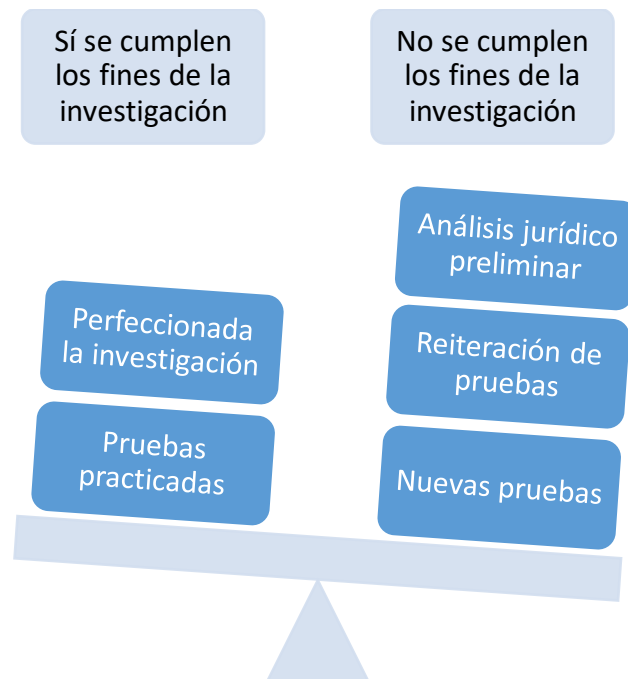 Sí se cumplen
los fines de la
investigación
No se cumplen
los fines de la
investigación
Perfeccionada
la investigación
Pruebas
practicadas
Análisis jurídico
preliminar
Reiteración de
pruebas
Nuevas pruebas